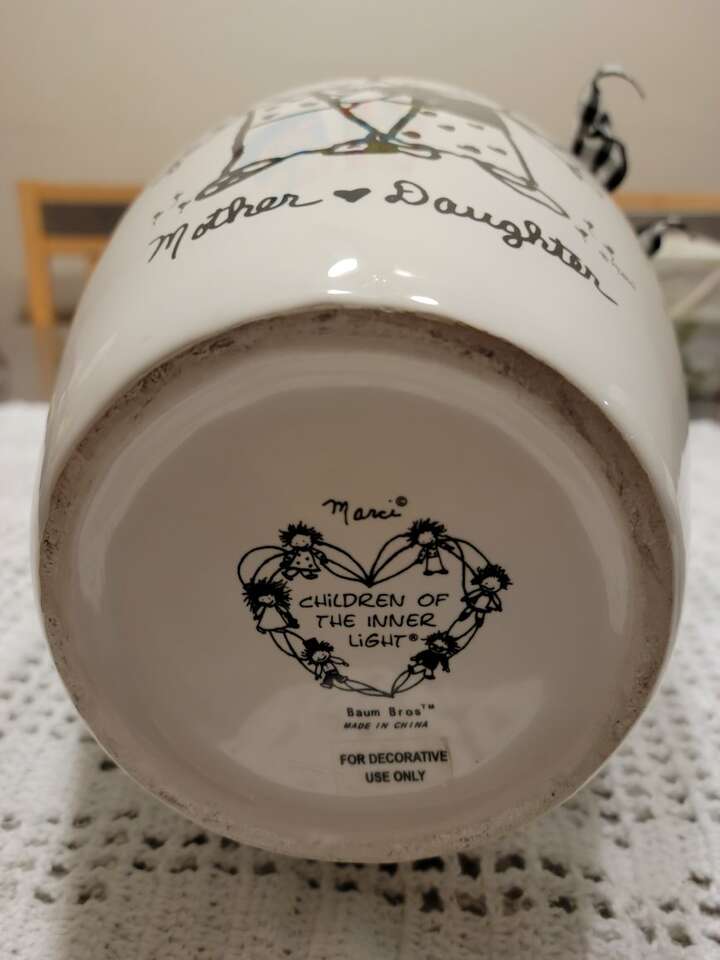 Mother ♥ Daughter
Marci©
CHiLDREN OF
THE INNER
LiGHT®
Baum Bros™
MADE IN CHINA
FOR DECORATIVE
USE ONLY